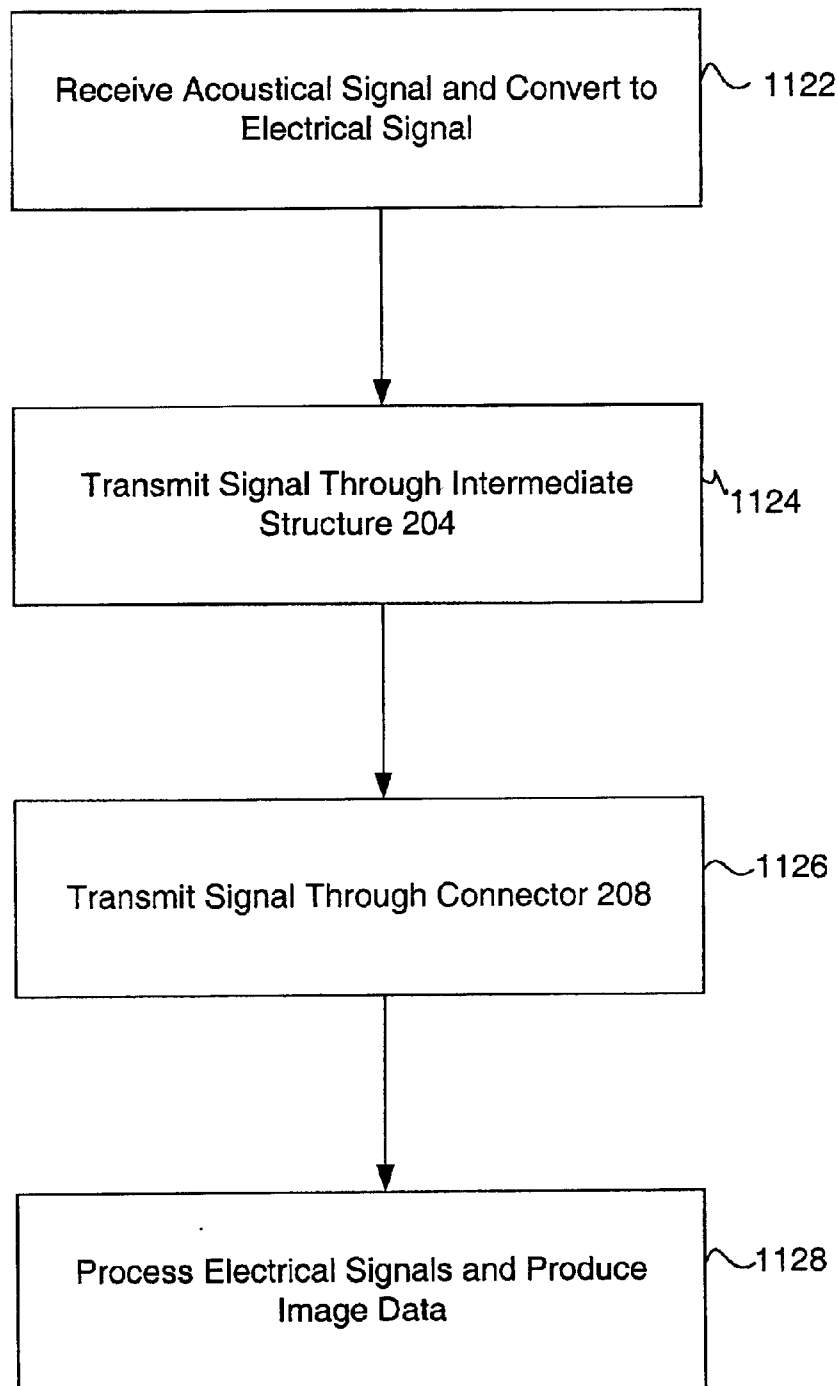 Receive Acoustical Signal and Convert to
Electrical Signal
1122
Transmit Signal Through Intermediate
Structure 204
1124
Transmit Signal Through Connector 208
1126
Process Electrical Signals and Produce
Image Data
1128